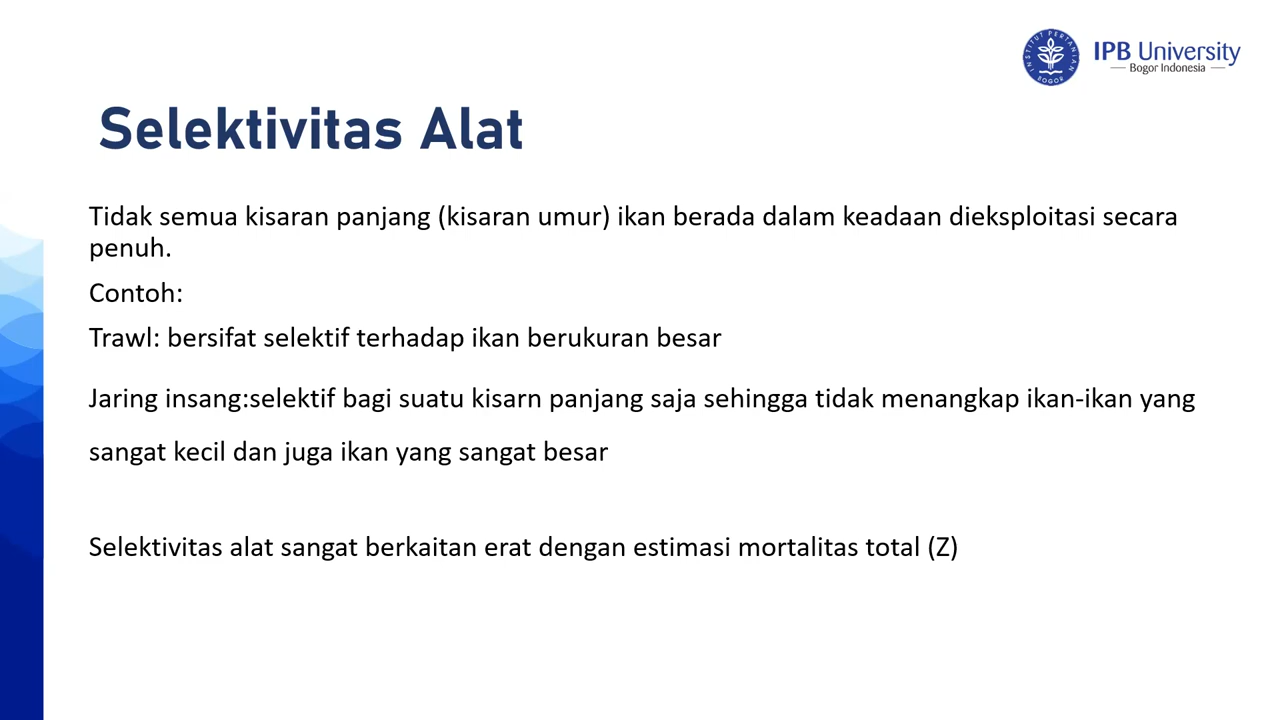 INSTITUT PERTANIAN BOGOR
IPB University
Bogor Indonesia
Selektivitas Alat
Tidak semua kisaran panjang (kisaran umur) ikan berada dalam keadaan dieksploitasi secara
penuh.
Contoh:
Trawl: bersifat selektif terhadap ikan berukuran besar
Jaring insang:selektif bagi suatu kisarn panjang saja sehingga tidak menangkap ikan-ikan yang
sangat kecil dan juga ikan yang sangat besar
Selektivitas alat sangat berkaitan erat dengan estimasi mortalitas total (Z)